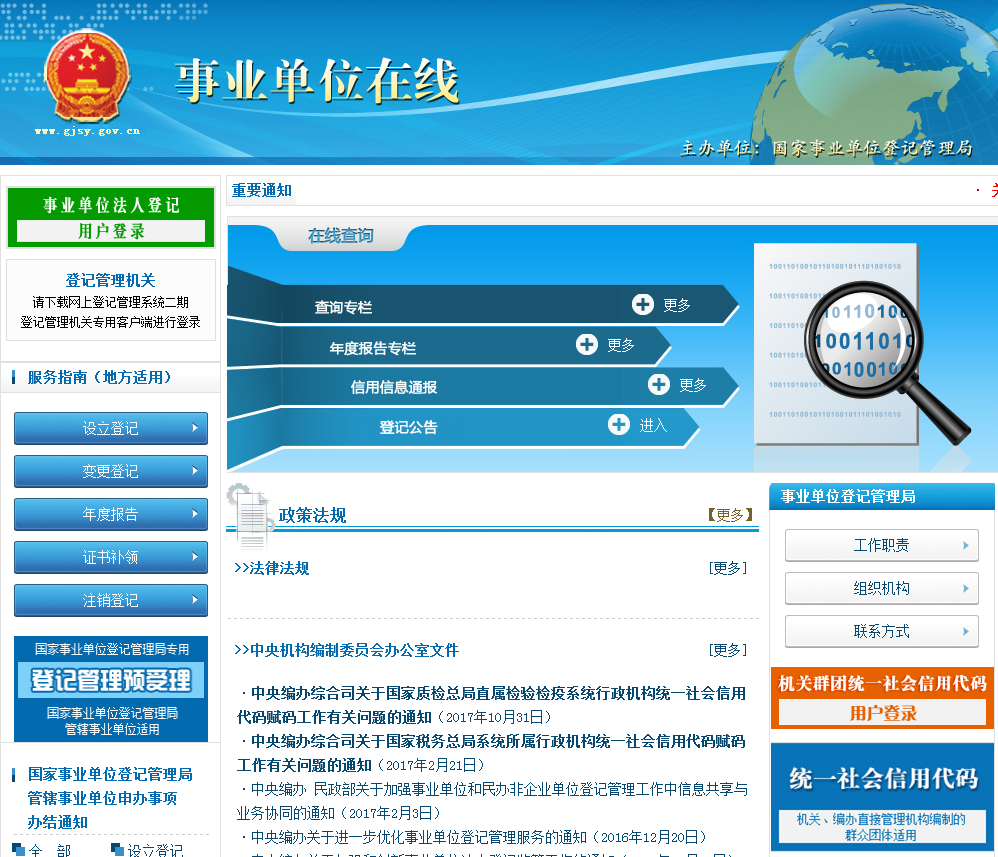 事业单位在线
www.gjsy.gov.cn
主办单位：国家事业单位登记管理局
事业单位法人登记
用户登录
登记管理机关
请下载网上登记管理系统二期
登记管理机关专用客户端进行登录
服务指南（地方适用）
设立登记
变更登记
年度报告
证书补领
注销登记
国家事业单位登记管理局专用
登记管理预受理
国家事业单位登记管理局
管辖事业单位适用
国家事业单位登记管理局
管辖事业单位申办事项
办结通知
全 部 设立登记
重要通知
· 关
在线查询
查询专栏 更多
年度报告专栏 更多
信用信息通报 更多
登记公告 进入
政策法规 【更多】
>>法律法规 [更多]
>>中央机构编制委员会办公室文件 [更多]
·中央编办综合司关于国家质检总局直属检验检疫系统行政机构统一社会信用
代码赋码工作有关问题的通知（2017年10月31日）
·中央编办综合司关于国家税务总局系统所属行政机构统一社会信用代码赋码
工作有关问题的通知（2017年2月21日）
·中央编办 民政部关于加强事业单位和民办非企业单位登记管理工作中信息共享与
业务协同的通知（2017年2月3日）
·中央编办关于进一步优化事业单位登记管理服务的通知（2016年12月20日）
事业单位登记管理局
工作职责
组织机构
联系方式
机关群团统一社会信用代码
用户登录
统一社会信用代码
机关、编办直接管理机构编制的
群众团体适用